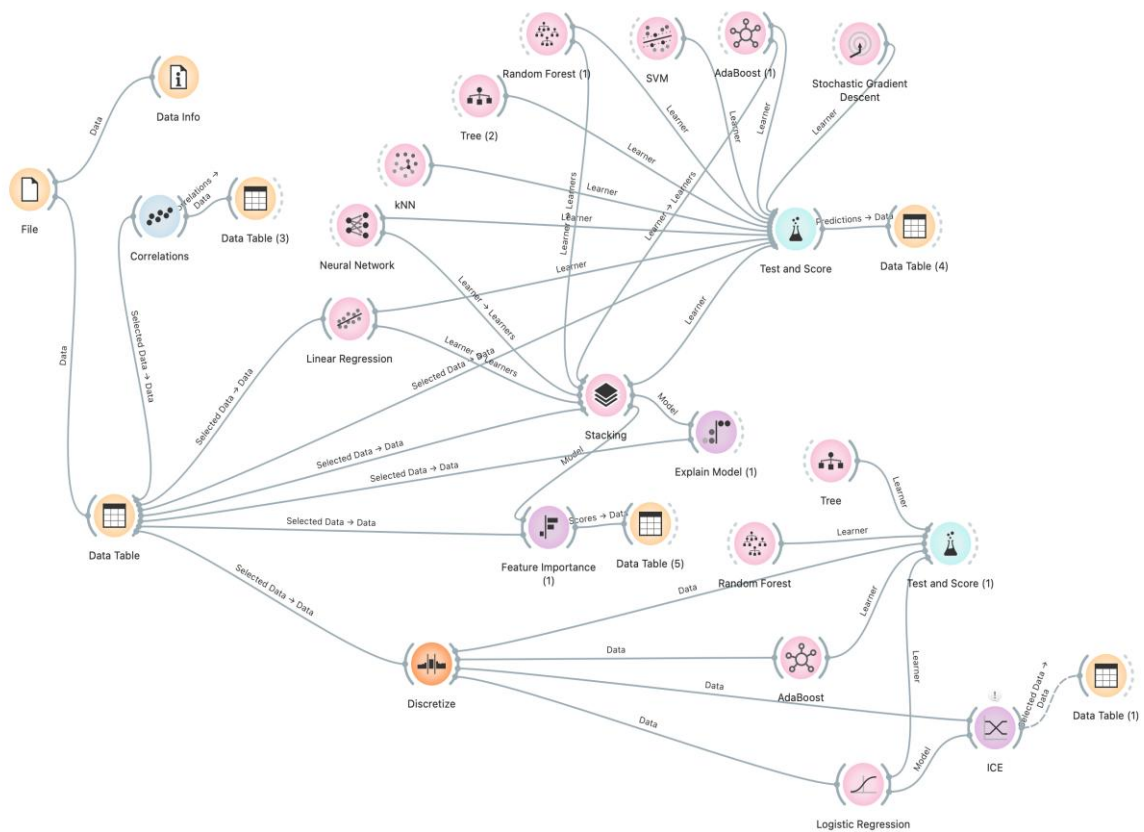 Random Forest (1)
SVM
AdaBoost (1)
Stochastic Gradient
Descent
Data Info
Tree (2)
Learner
Learner
Learner
Learner
Learner
Data
Learner
kNN
Learner
File
Correlations → Data
Data Table (3)
Correlations
Neural Network
Learner
Learner → Learners
Learner → Learners
Predictions → Data
Test and Score
Data Table (4)
Learner
Linear Regression
Learner → Learners
Learner → Learners
Learner
Selected Data → Data
Selected Data → Data
Data
Selected Data → Data
Stacking
Model
Model
Explain Model (1)
Selected Data → Data
Selected Data → Data
Tree
Learner
Data Table
Selected Data → Data
Feature Importance
(1)
Scores → Data
Data Table (5)
Random Forest
Learner
Test and Score (1)
Selected Data → Data
Data
Learner
Discretize
Data
AdaBoost
Learner
Data
Data
Model
ICE
Selected Data →
Data
Data Table (1)
Logistic Regression